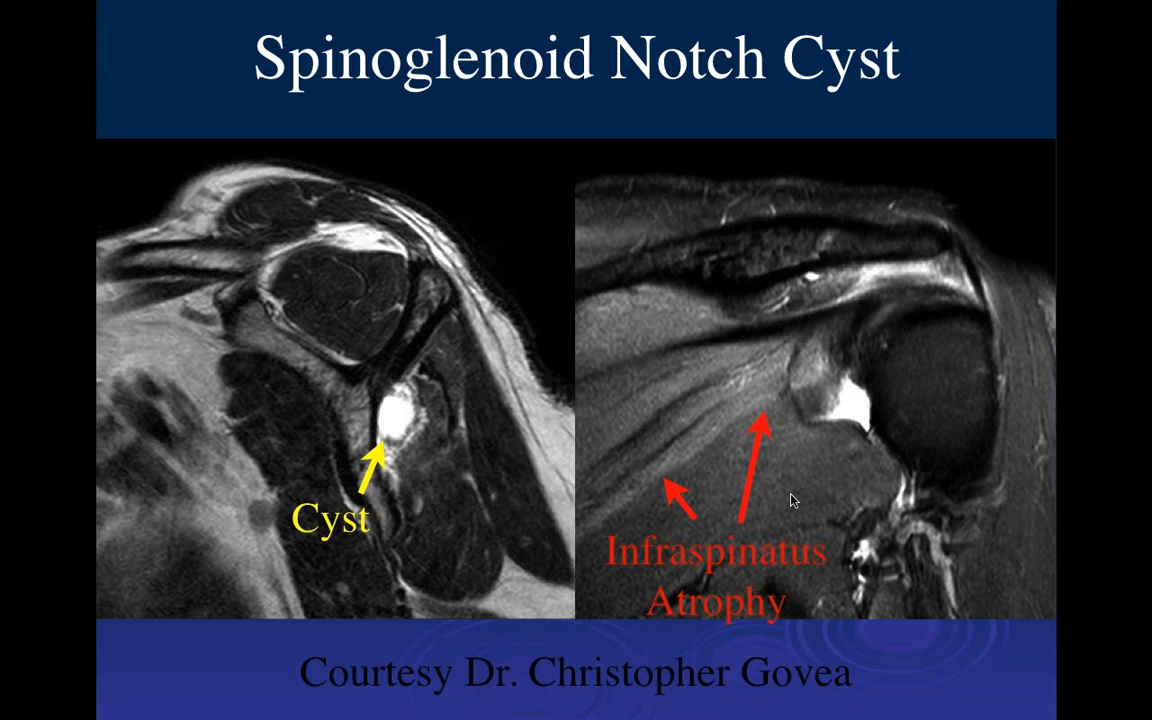 Spinoglenoid Notch Cyst
Cyst
Infraspinatus
Atrophy
Courtesy Dr. Christopher Govea